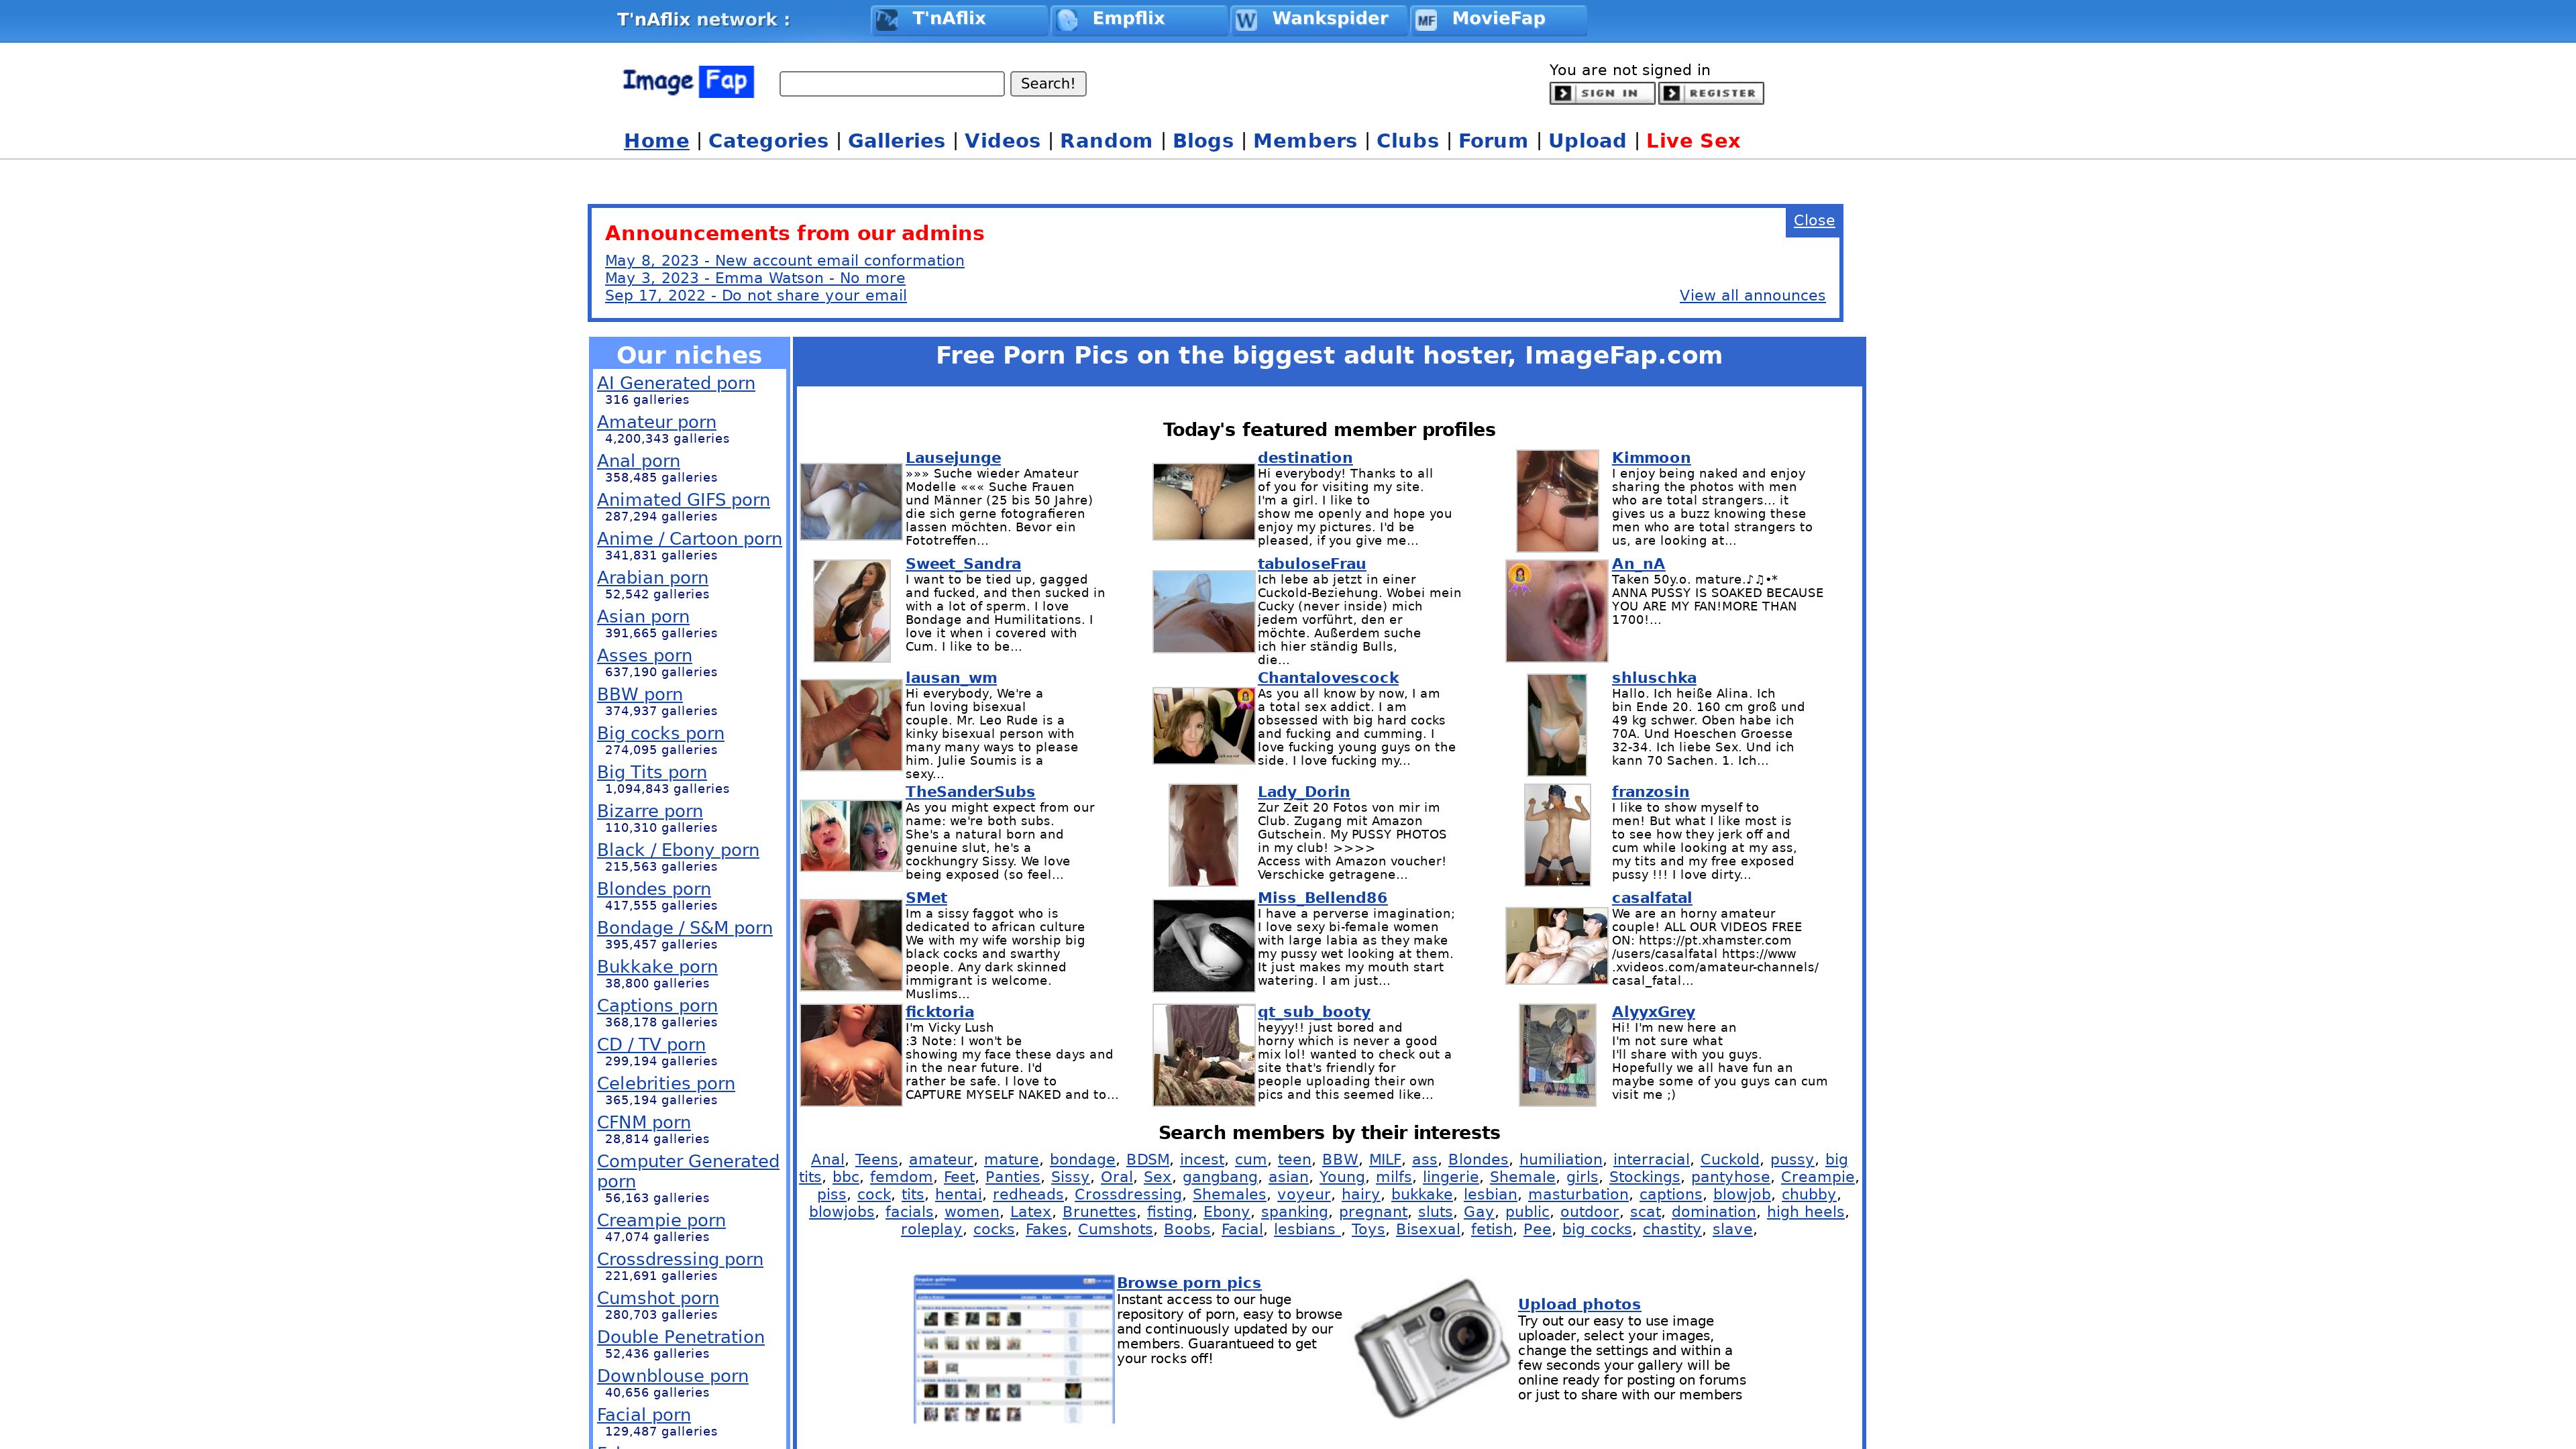 T'nAflix network :
T'nAflix
Empflix
Wankspider
MF MovieFap
Image Fap
Search!
You are not signed in
SIGN IN
REGISTER
Home | Categories | Galleries | Videos | Random | Blogs | Members | Clubs | Forum | Upload | Live Sex
Close
Announcements from our admins
May 8, 2023 - New account email conformation
May 3, 2023 - Emma Watson - No more
Sep 17, 2022 - Do not share your email
View all announces
Our niches
AI Generated porn
316 galleries
Amateur porn
4,200,343 galleries
Anal porn
358,485 galleries
Animated GIFS porn
287,294 galleries
Anime / Cartoon porn
341,831 galleries
Arabian porn
52,542 galleries
Asian porn
391,665 galleries
Asses porn
637,190 galleries
BBW porn
374,937 galleries
Big cocks porn
274,095 galleries
Big Tits porn
1,094,843 galleries
Bizarre porn
110,310 galleries
Black / Ebony porn
215,563 galleries
Blondes porn
417,555 galleries
Bondage / S&M porn
395,457 galleries
Bukkake porn
38,800 galleries
Captions porn
368,178 galleries
CD / TV porn
299,194 galleries
Celebrities porn
365,194 galleries
CFNM porn
28,814 galleries
Computer Generated
porn
56,163 galleries
Creampie porn
47,074 galleries
Crossdressing porn
221,691 galleries
Cumshot porn
280,703 galleries
Double Penetration
52,436 galleries
Downblouse porn
40,656 galleries
Facial porn
129,487 galleries
Free Porn Pics on the biggest adult hoster, ImageFap.com
Today's featured member profiles
Lausejunge
»»» Suche wieder Amateur
Modelle ««« Suche Frauen
und Männer (25 bis 50 Jahre)
die sich gerne fotografieren
lassen möchten. Bevor ein
Fototreffen...
destination
Hi everybody! Thanks to all
of you for visiting my site.
I'm a girl. I like to
show me openly and hope you
enjoy my pictures. I'd be
pleased, if you give me...
Kimmoon
I enjoy being naked and enjoy
sharing the photos with men
who are total strangers... it
gives us a buzz knowing these
men who are total strangers to
us, are looking at...
Sweet_Sandra
I want to be tied up, gagged
and fucked, and then sucked in
with a lot of sperm. I love
Bondage and Humilitations. I
love it when i covered with
Cum. I like to be...
tabuloseFrau
Ich lebe ab jetzt in einer
Cuckold-Beziehung. Wobei mein
Cucky (never inside) mich
jedem vorführt, den er
möchte. Außerdem suche
ich hier ständig Bulls,
die...
An_nA
Taken 50y.o. mature.♪♫•*
ANNA PUSSY IS SOAKED BECAUSE
YOU ARE MY FAN!MORE THAN
1700!...
lausan_wm
Hi everybody, We're a
fun loving bisexual
couple. Mr. Leo Rude is a
kinky bisexual person with
many many ways to please
him. Julie Soumis is a
sexy...
Chantalovescock
As you all know by now, I am
a total sex addict. I am
obsessed with big hard cocks
and fucking and cumming. I
love fucking young guys on the
side. I love fucking my...
shluschka
Hallo. Ich heiße Alina. Ich
bin Ende 20. 160 cm groß und
49 kg schwer. Oben habe ich
70A. Und Hoeschen Groesse
32-34. Ich liebe Sex. Und ich
kann 70 Sachen. 1. Ich...
TheSanderSubs
As you might expect from our
name: we're both subs.
She's a natural born and
genuine slut, he's a
cockhungry Sissy. We love
being exposed (so feel...
Lady_Dorin
Zur Zeit 20 Fotos von mir im
Club. Zugang mit Amazon
Gutschein. My PUSSY PHOTOS
in my club! >>>>
Access with Amazon voucher!
Verschicke getragene...
franzosin
I like to show myself to
men! But what I like most is
to see how they jerk off and
cum while looking at my ass,
my tits and my free exposed
pussy !!! I love dirty...
SMet
Im a sissy faggot who is
dedicated to african culture
We with my wife worship big
black cocks and swarthy
people. Any dark skinned
immigrant is welcome.
Muslims...
Miss_Bellend86
I have a perverse imagination;
I love sexy bi-female women
with large labia as they make
my pussy wet looking at them.
It just makes my mouth start
watering. I am just...
casalfatal
We are an horny amateur
couple! ALL OUR VIDEOS FREE
ON: https://pt.xhamster.com
/users/casalfatal https://www
.xvideos.com/amateur-channels/
casal_fatal...
ficktoria
I'm Vicky Lush
:3 Note: I won't be
showing my face these days and
in the near future. I'd
rather be safe. I love to
CAPTURE MYSELF NAKED and to...
qt_sub_booty
heyyy!! just bored and
horny which is never a good
mix lol! wanted to check out a
site that's friendly for
people uploading their own
pics and this seemed like...
AlyyxGrey
Hi! I'm new here an
I'm not sure what
I'll share with you guys.
Hopefully we all have fun an
maybe some of you guys can cum
visit me ;)
Search members by their interests
Anal, Teens, amateur, mature, bondage, BDSM, incest, cum, teen, BBW, MILF, ass, Blondes, humiliation, interracial, Cuckold, pussy, big
tits, bbc, femdom, Feet, Panties, Sissy, Oral, Sex, gangbang, asian, Young, milfs, lingerie, Shemale, girls, Stockings, pantyhose, Creampie,
piss, cock, tits, hentai, redheads, Crossdressing, Shemales, voyeur, hairy, bukkake, lesbian, masturbation, captions, blowjob, chubby,
blowjobs, facials, women, Latex, Brunettes, fisting, Ebony, spanking, pregnant, sluts, Gay, public, outdoor, scat, domination, high heels,
roleplay, cocks, Fakes, Cumshots, Boobs, Facial, lesbians , Toys, Bisexual, fetish, Pee, big cocks, chastity, slave,
Browse porn pics
Instant access to our huge
repository of porn, easy to browse
and continuously updated by our
members. Guarantueed to get
your rocks off!
Upload photos
Try out our easy to use image
uploader, select your images,
change the settings and within a
few seconds your gallery will be
online ready for posting on forums
or just to share with our members